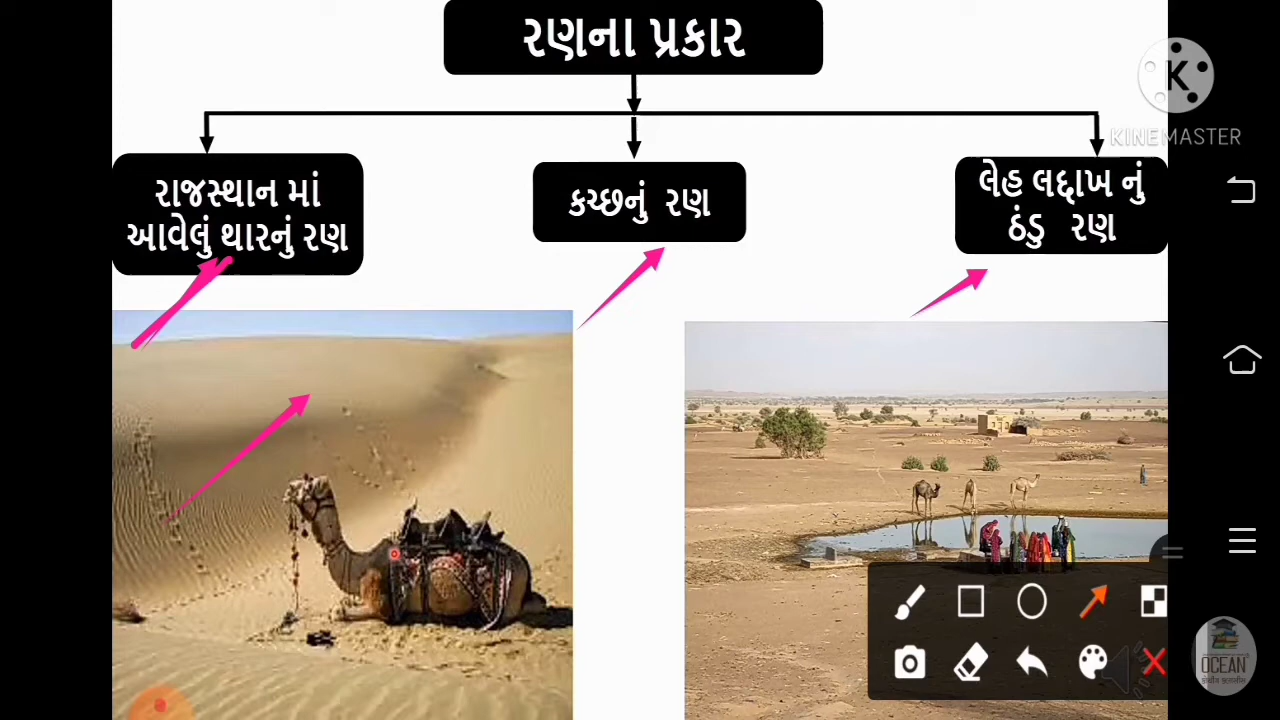 રણના પ્રકાર
KINEMASTER
રાજસ્થાન માં
આવેલું થારનું રણ
કચ્છનું રણ
લેહ લદ્દાખ નું
ઠંડુ રણ
OCEAN